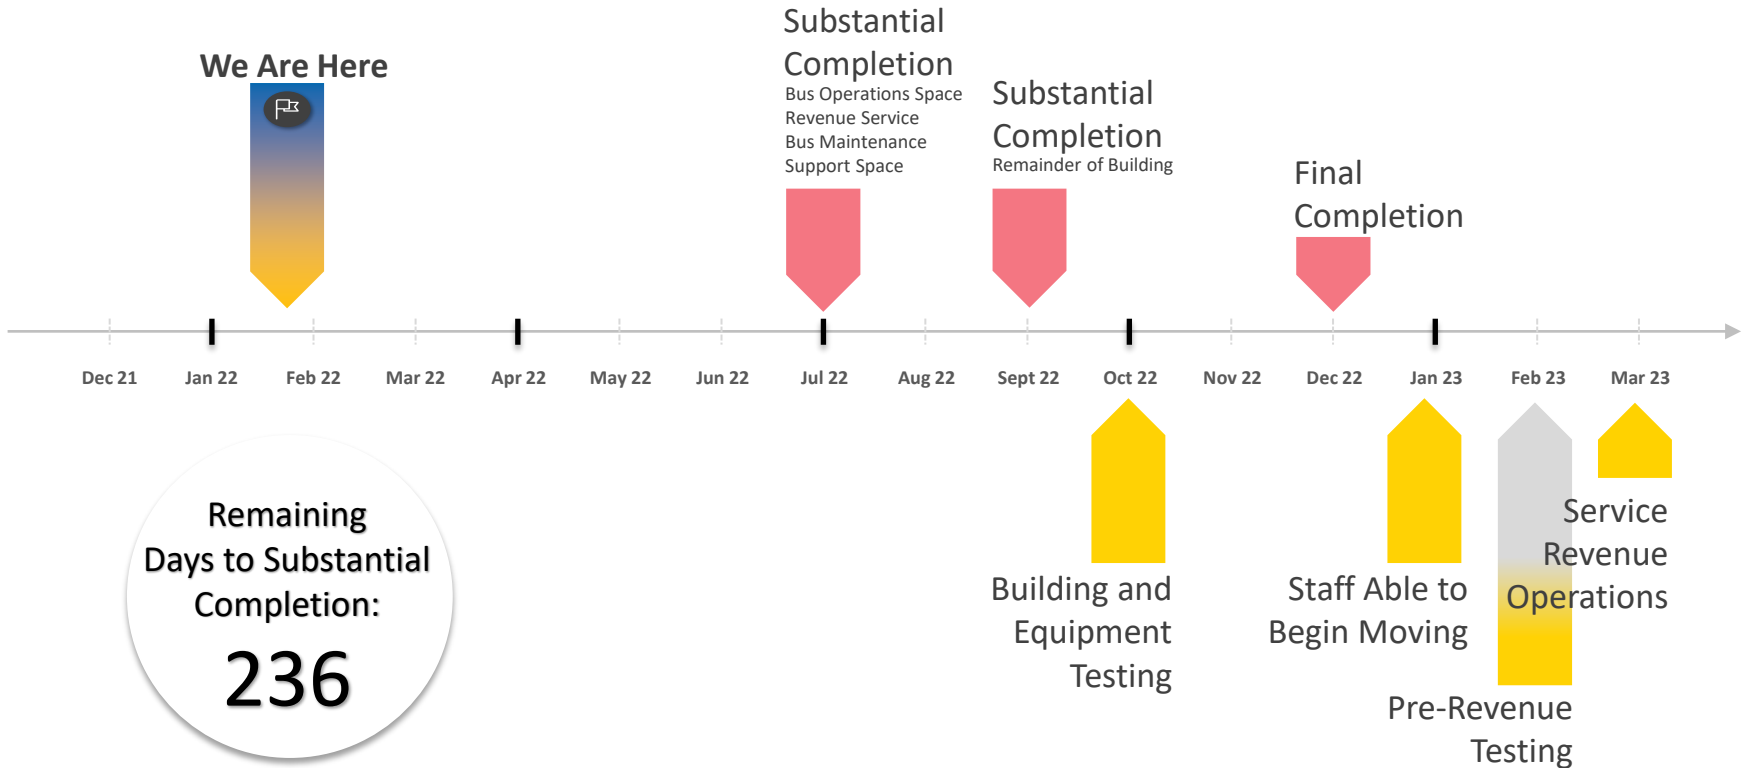 We Are Here
Substantial
Completion
Bus Operations Space
Revenue Service
Bus Maintenance
Support Space
Substantial
Completion
Remainder of Building
Final
Completion
Dec 21
Jan 22
Feb 22
Mar 22
Apr 22
May 22
Jun 22
Jul 22
Aug 22
Sept 22
Oct 22
Nov 22
Dec 22
Jan 23
Feb 23
Mar 23
Remaining
Days to Substantial
Completion:
236
Building and
Equipment
Testing
Staff Able to
Begin Moving
Pre-Revenue
Testing
Service
Revenue
Operations